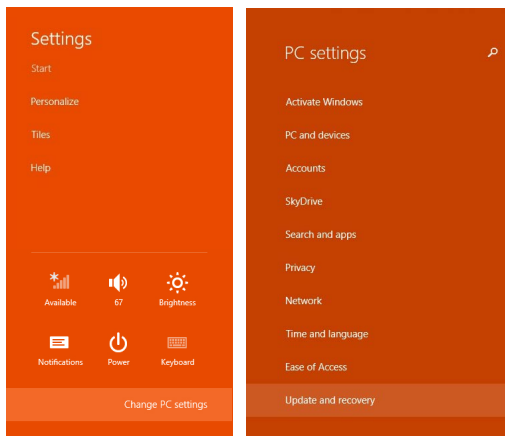 Settings
Start
Personalize
Tiles
Help
Available
67
Brightness
Notifications
Power
Keyboard
Change PC settings
PC settings
Activate Windows
PC and devices
Accounts
SkyDrive
Search and apps
Privacy
Network
Time and language
Ease of Access
Update and recovery